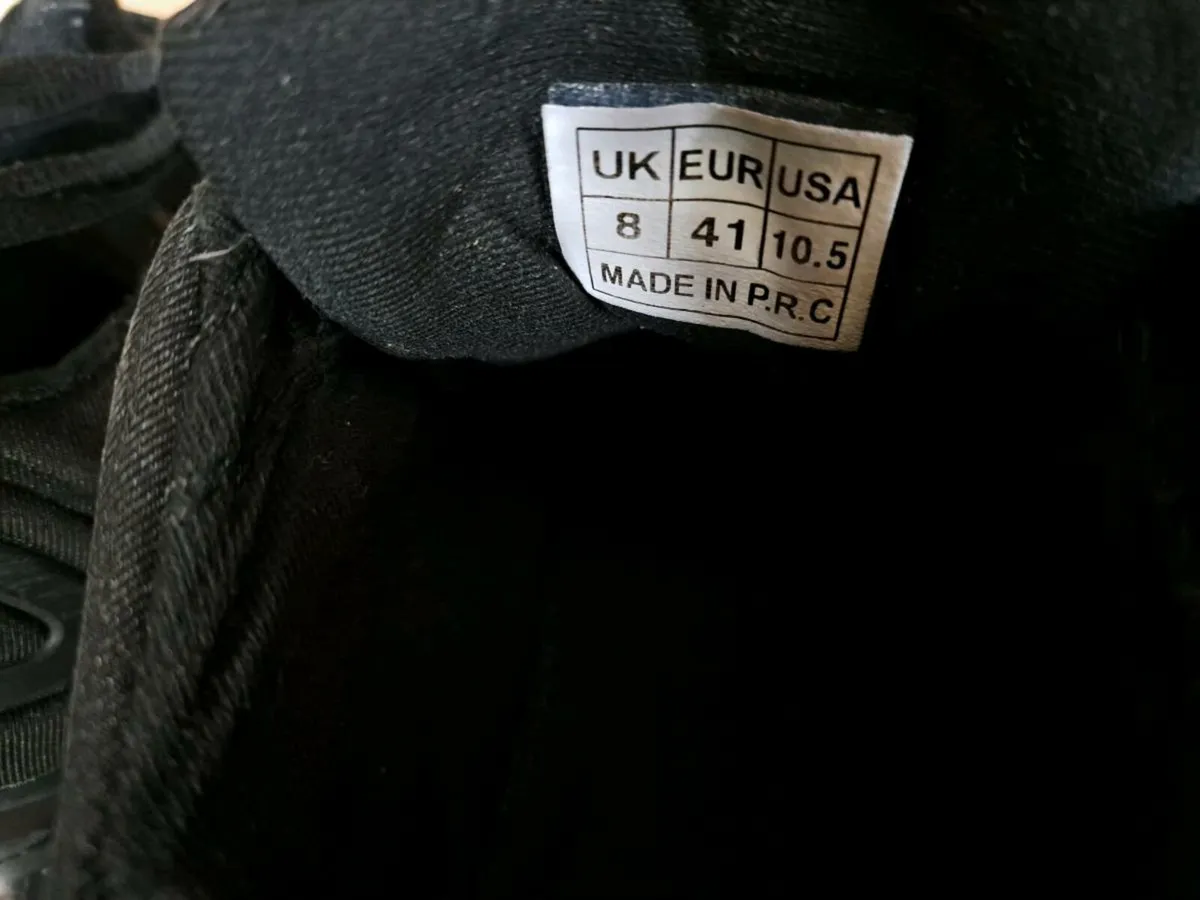 UK EUR USA
8 41 10.5
MADE IN P.R.C